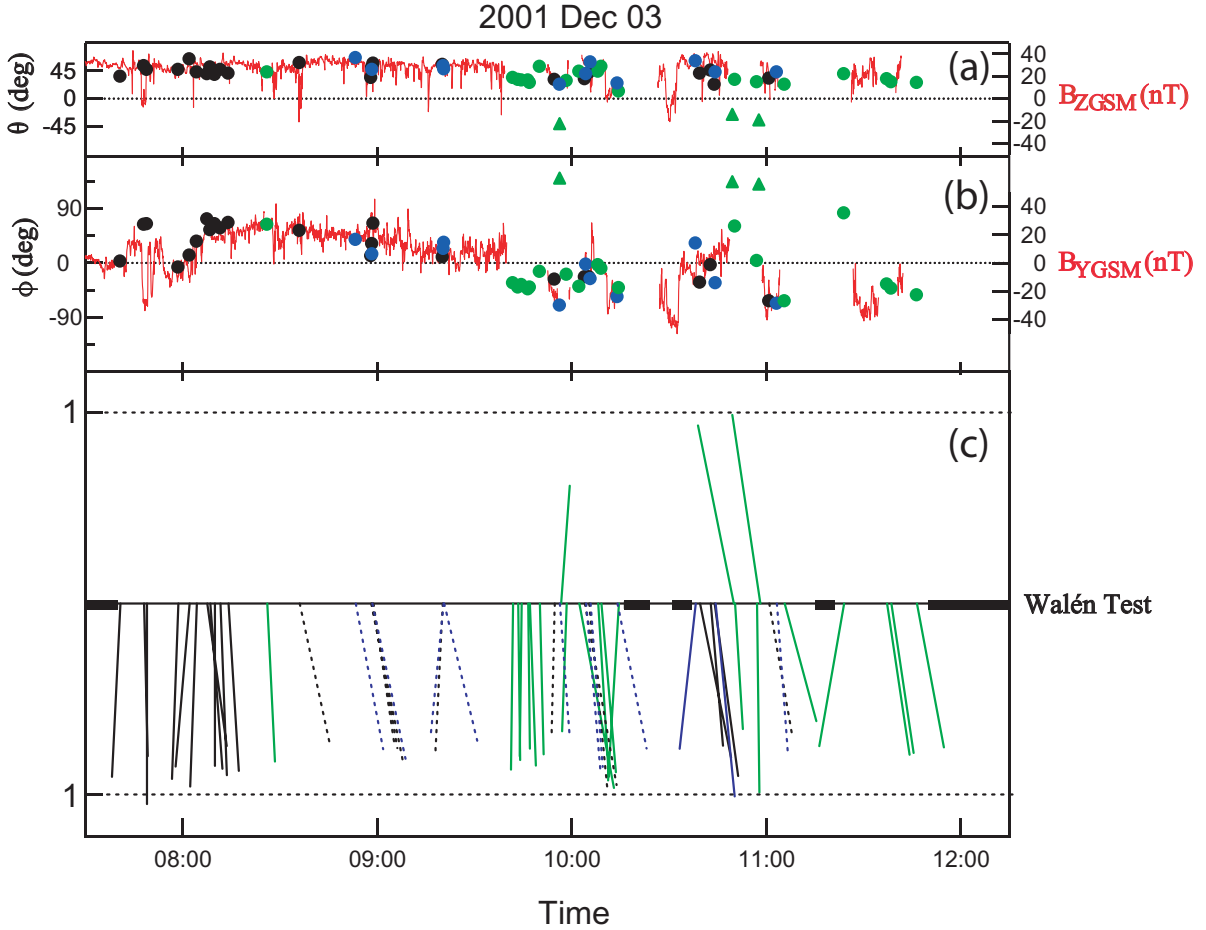 2001 Dec 03
(a)
θ (deg)
45
0
-45
40
20
0
-20
-40
BZGSM (nT)
(b)
ϕ (deg)
90
0
-90
40
20
0
-20
-40
BYGSM (nT)
(c)
1
1
Walén Test
08:00 09:00 10:00 11:00 12:00
Time